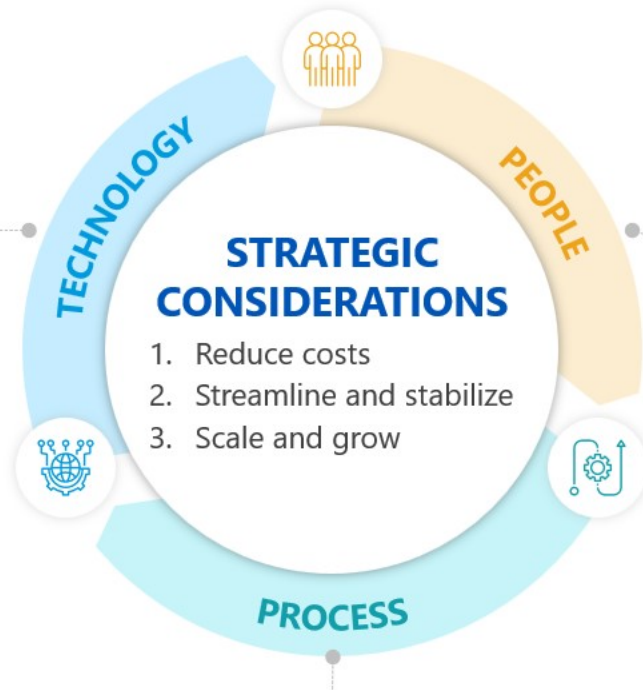 TECHNOLOGY
PEOPLE
STRATEGIC
CONSIDERATIONS
1. Reduce costs
2. Streamline and stabilize
3. Scale and grow
PROCESS